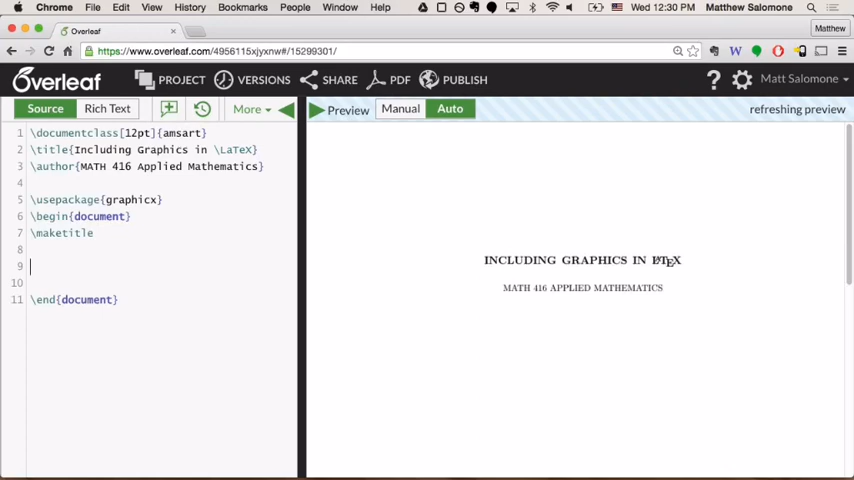 Chrome File Edit View History Bookmarks People Window Help Wed 12:30 PM Matthew Salomone
Overleaf Matthew
https://www.overleaf.com/4956115xjyxnw#/15299301/
Overleaf PROJECT VERSIONS SHARE PDF PUBLISH ? Matt Salomone
Source Rich Text More Preview Manual Auto refreshing preview
1 \documentclass[12pt]{amsart}
2 \title{Including Graphics in \LaTeX}
3 \author{MATH 416 Applied Mathematics}
4
5 \usepackage{graphicx}
6 \begin{document}
7 \maketitle
8
9
10
11 \end{document}
INCLUDING GRAPHICS IN LATEX
MATH 416 APPLIED MATHEMATICS